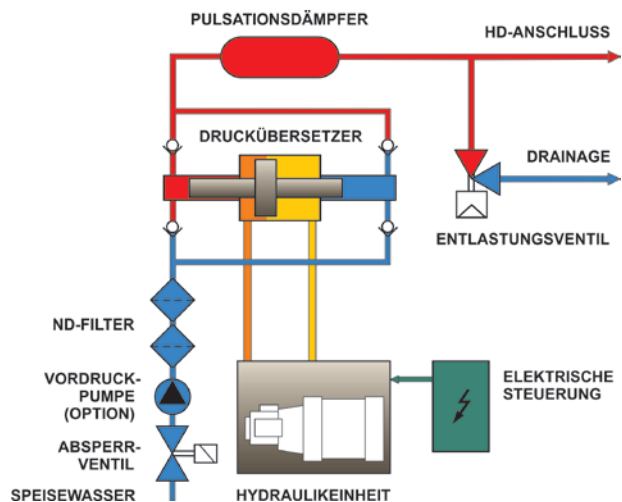 PULSATIONSDÄMPFER
HD-ANSCHLUSS
DRUCKÜBERSETZER
DRAINAGE
ENTLASTUNGSVENTIL
ND-FILTER
VORDRUCK-
PUMPE
(OPTION)
ELEKTRISCHE
STEUERUNG
ABSPERR-
VENTIL
SPEISEWASSER
HYDRAULIKEINHEIT